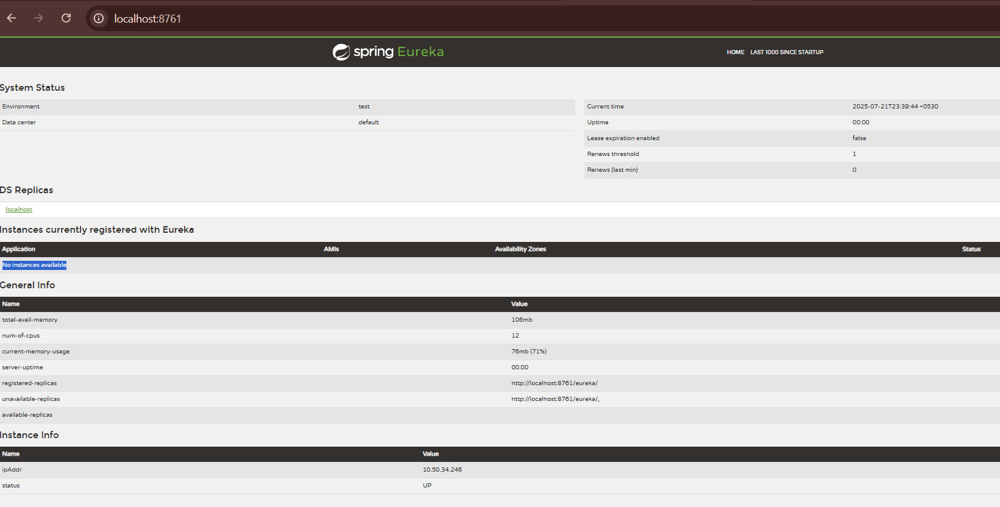 localhost:8761
spring Eureka
HOME LAST 1000 SINCE STARTUP
System Status
Environment test
Data center default
Current time 2025-07-21T23:39:44 +0530
Uptime 00:00
Lease expiration enabled false
Renews threshold 1
Renews (last min) 0
DS Replicas
localhost
Instances currently registered with Eureka
Application AMIs Availability Zones Status
No instances available
General Info
Name Value
total-avail-memory 106mb
num-of-cpus 12
current-memory-usage 76mb (71%)
server-uptime 00:00
registered-replicas http://localhost:8761/eureka/
unavailable-replicas http://localhost:8761/eureka/,
available-replicas
Instance Info
Name Value
ipAddr 10.50.34.246
status UP